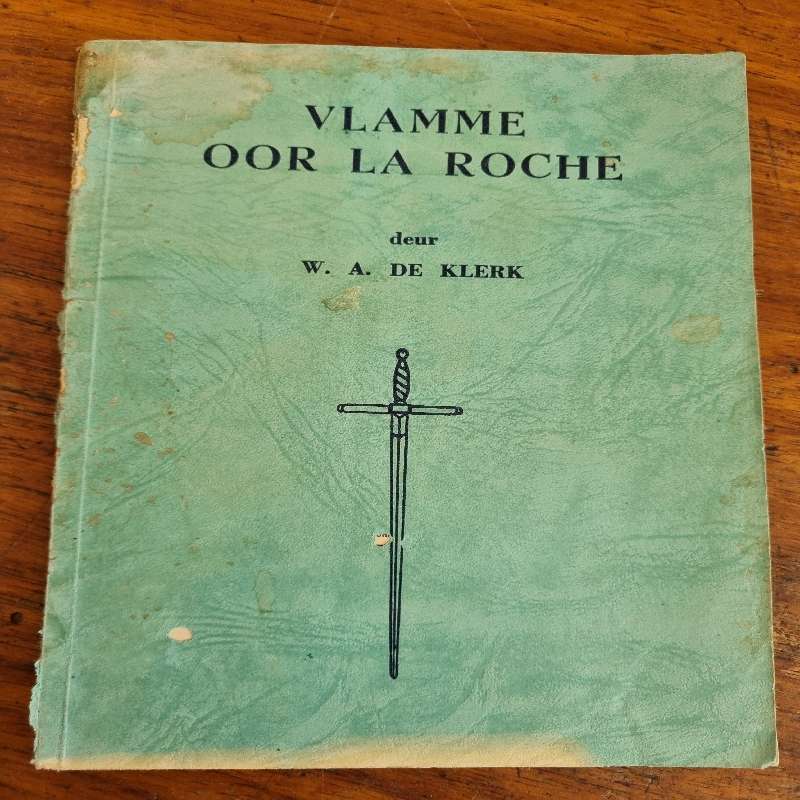 VLAMME
OOR LA ROCHE
deur
W. A. DE KLERK